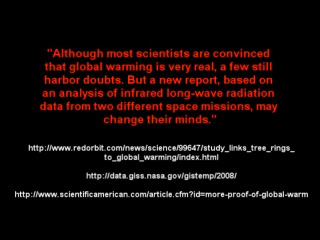 "Although most scientists are convinced
that global warming is very real, a few still
harbor doubts. But a new report, based on
an analysis of infrared long-wave radiation
data from two different space missions, may
change their minds."
http://www.redorbit.com/news/science/99647/study_links_tree_rings_
to_global_warming/index.html
http://data.giss.nasa.gov/gistemp/2008/
http://www.scientificamerican.com/article.cfm?id=more-proof-of-global-warm